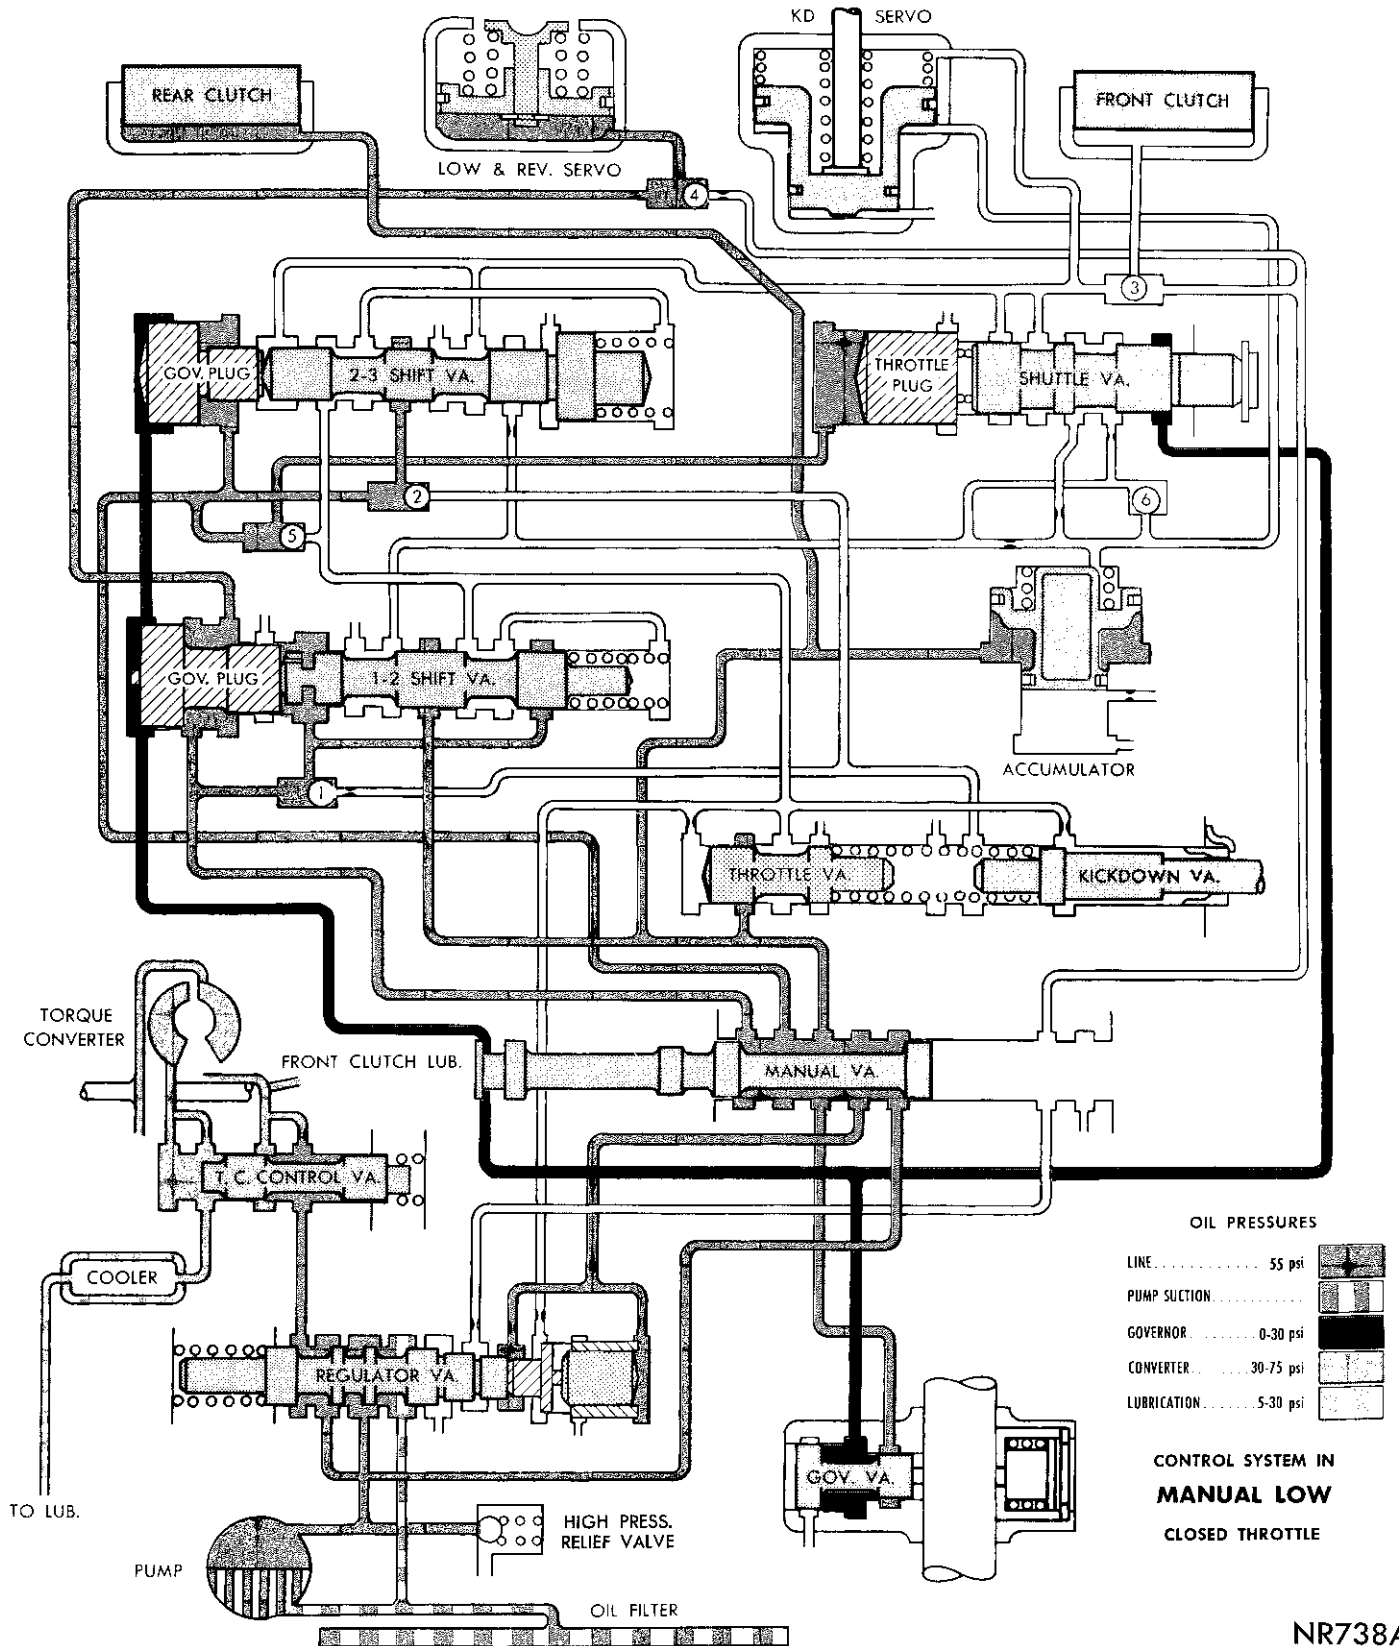 KD SERVO
REAR CLUTCH
FRONT CLUTCH
LOW & REV. SERVO
4
3
GOV. PLUG
2-3 SHIFT VA.
THROTTLE
PLUG
SHUTTLE VA.
2
6
5
GOV. PLUG
1-2 SHIFT VA.
ACCUMULATOR
1
THROTTLE VA.
KICKDOWN VA.
TORQUE
CONVERTER
FRONT CLUTCH LUB.
MANUAL VA.
T. C. CONTROL VA.
COOLER
OIL PRESSURES
LINE............ 55 psi
PUMP SUCTION............
GOVERNOR........ 0-30 psi
CONVERTER....... 30-75 psi
LUBRICATION....... 5-30 psi
REGULATOR VA.
GOV. VA.
TO LUB.
HIGH PRESS.
RELIEF VALVE
PUMP
OIL FILTER
CONTROL SYSTEM IN
MANUAL LOW
CLOSED THROTTLE
NR738A